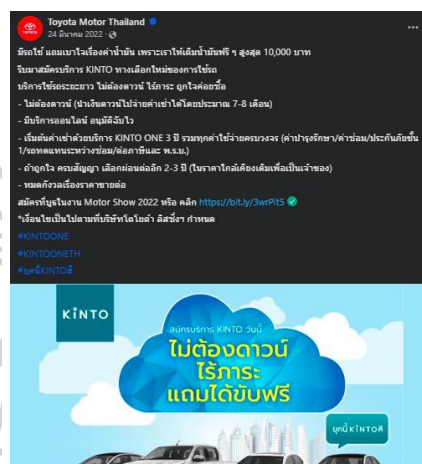 Toyota Motor Thailand
24 มีนาคม 2022
มีรถใช้ แถมเบาใจเรื่องค่าน้ำมัน เพราะเราให้เติมน้ำมันฟรี ๆ สูงสุด 10,000 บาท
รีบมาสมัครบริการ KINTO ทางเลือกใหม่ของการใช้รถ
บริการใช้รถระยะยาว ไม่ต้องดาวน์ ไร้ภาระ ถูกใจค่อยซื้อ
- ไม่ต้องดาวน์ (นำเงินดาวน์ไปจ่ายค่าเช่าได้โดยประมาณ 7-8 เดือน)
- มีบริการออนไลน์ อนุมัติฉับไว
- เริ่มต้นค่าเช่าด้วยบริการ KINTO ONE 3 ปี รวมทุกค่าใช้จ่ายครบวงจร (ค่าบำรุงรักษา/ค่าซ่อม/ประกันภัยชั้น
1/รถทดแทนระหว่างซ่อม/ต่อภาษีและ พ.ร.บ.)
- ถ้าถูกใจ ครบสัญญา เลือกผ่อนต่ออีก 2-3 ปี (ในราคาใกล้เคียงเดิมเพื่อเป็นเจ้าของ)
- หมดกังวลเรื่องราคาขายต่อ
สมัครที่บูธในงาน Motor Show 2022 หรือ คลิก https://bit.ly/3wrPit5
*เงื่อนไขเป็นไปตามที่บริษัทโตโยต้า ลีสซิ่งฯ กำหนด
#KINTOONE
#KINTOONETH
#ยุคนี้KINTOดิ
KINTO
สมัครบริการ KINTO วันนี้
ไม่ต้องดาวน์
ไร้ภาระ
แถมได้ขับฟรี
ยุคนี้ KINTOดิ